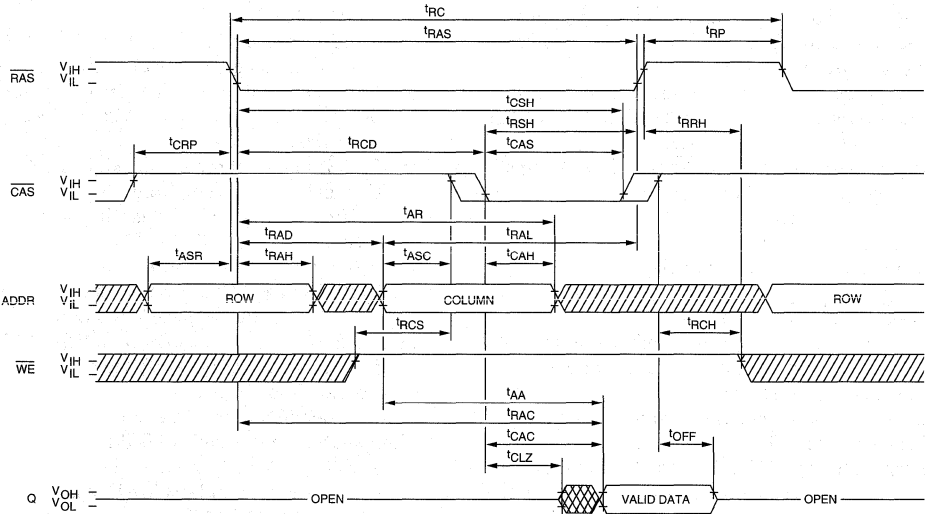 tRC
tRAS
tRP
RAS VIH VIL
tCSH
tRSH
tRRH
tCRP
tRCD
tCAS
CAS VIH VIL
tAR
tRAD
tRAL
tASR
tRAH
tASC
tCAH
ADDR VIH VIL
ROW
COLUMN
ROW
tRCS
tRCH
WE VIH VIL
tAA
tRAC
tCAC
tOFF
tCLZ
Q VOH VOL
OPEN
VALID DATA
OPEN